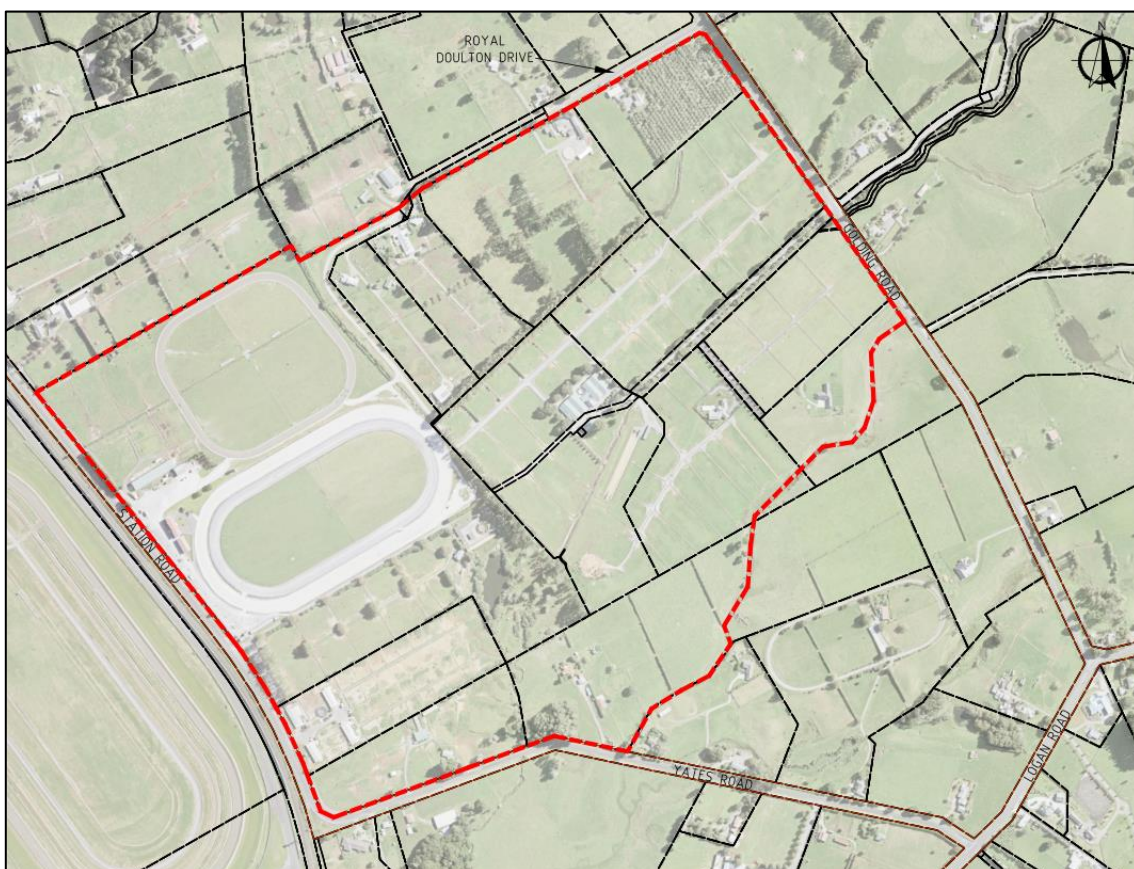 ROYAL
DOULTON DRIVE
N
GOLDING ROAD
STATION ROAD
YATES ROAD
LOGAN ROAD